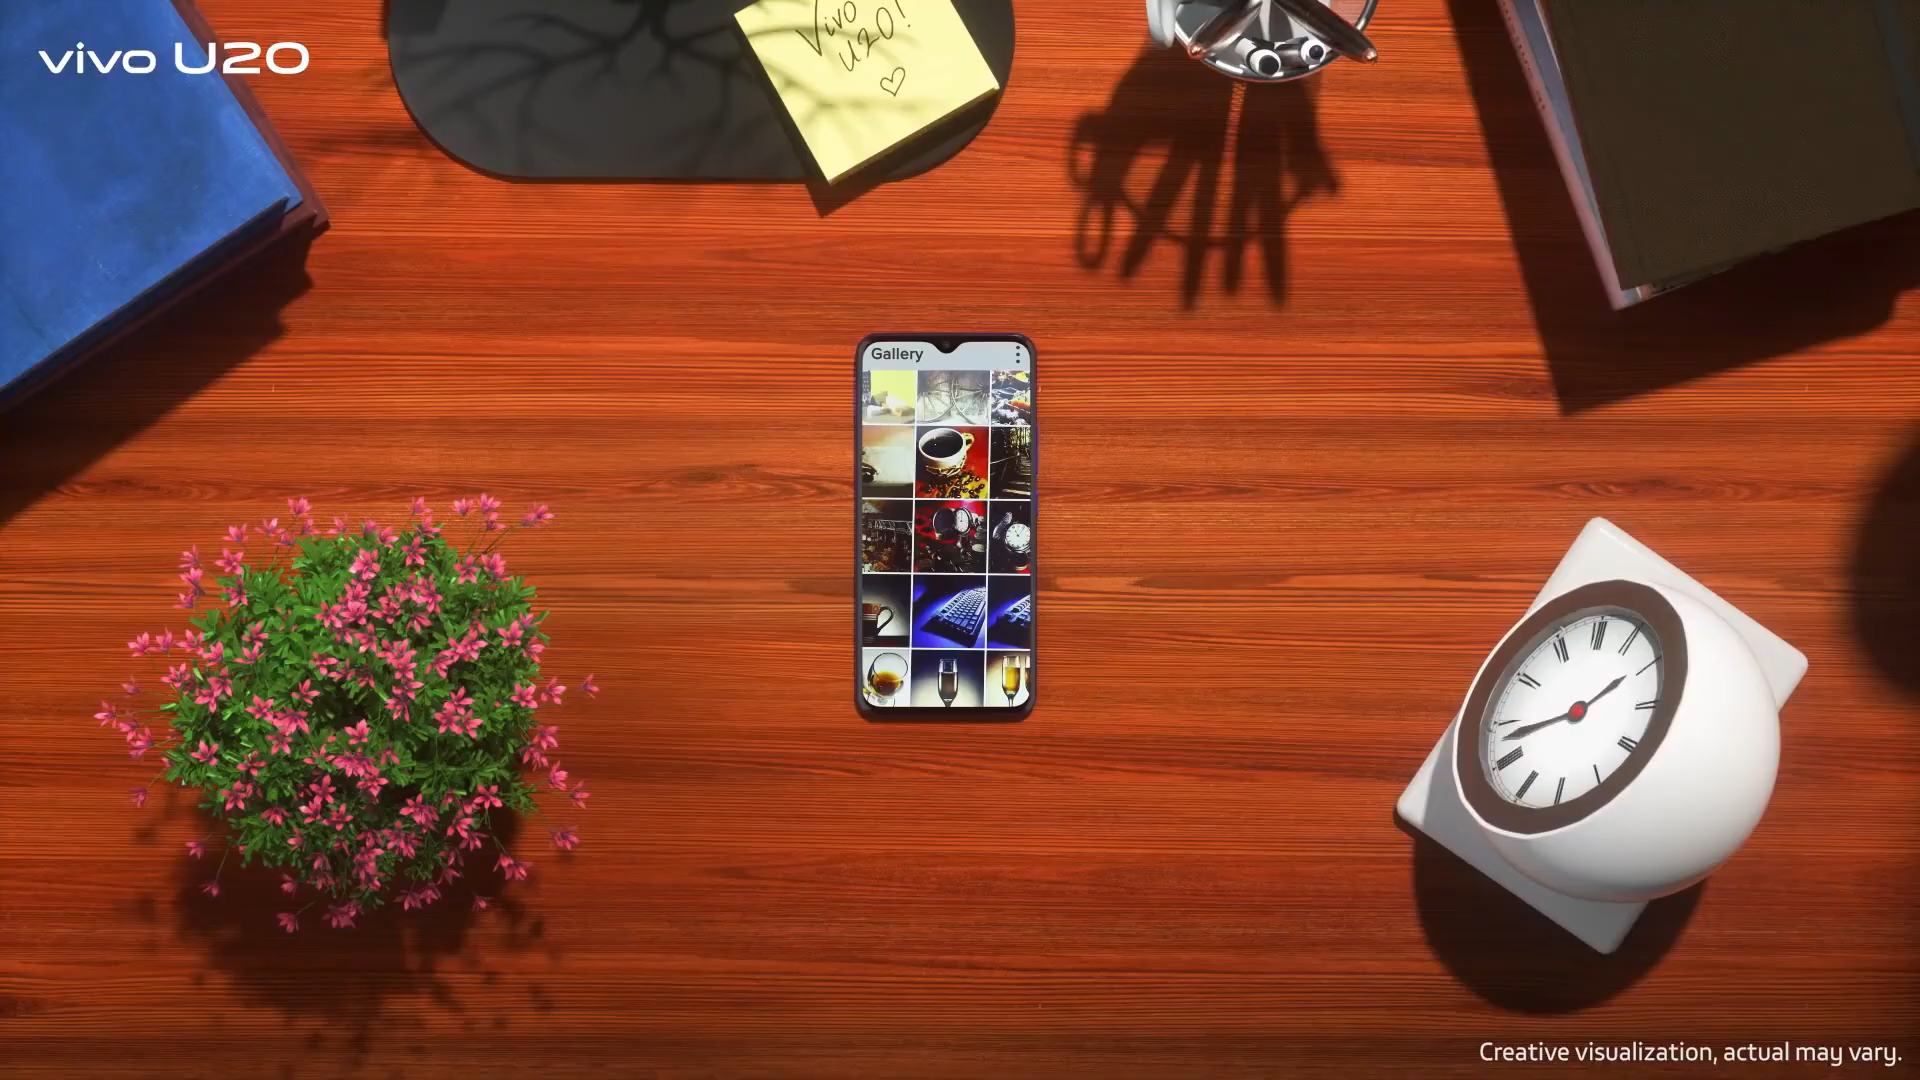 vivo U20
Vivo
U20!
Gallery
Creative visualization, actual may vary.